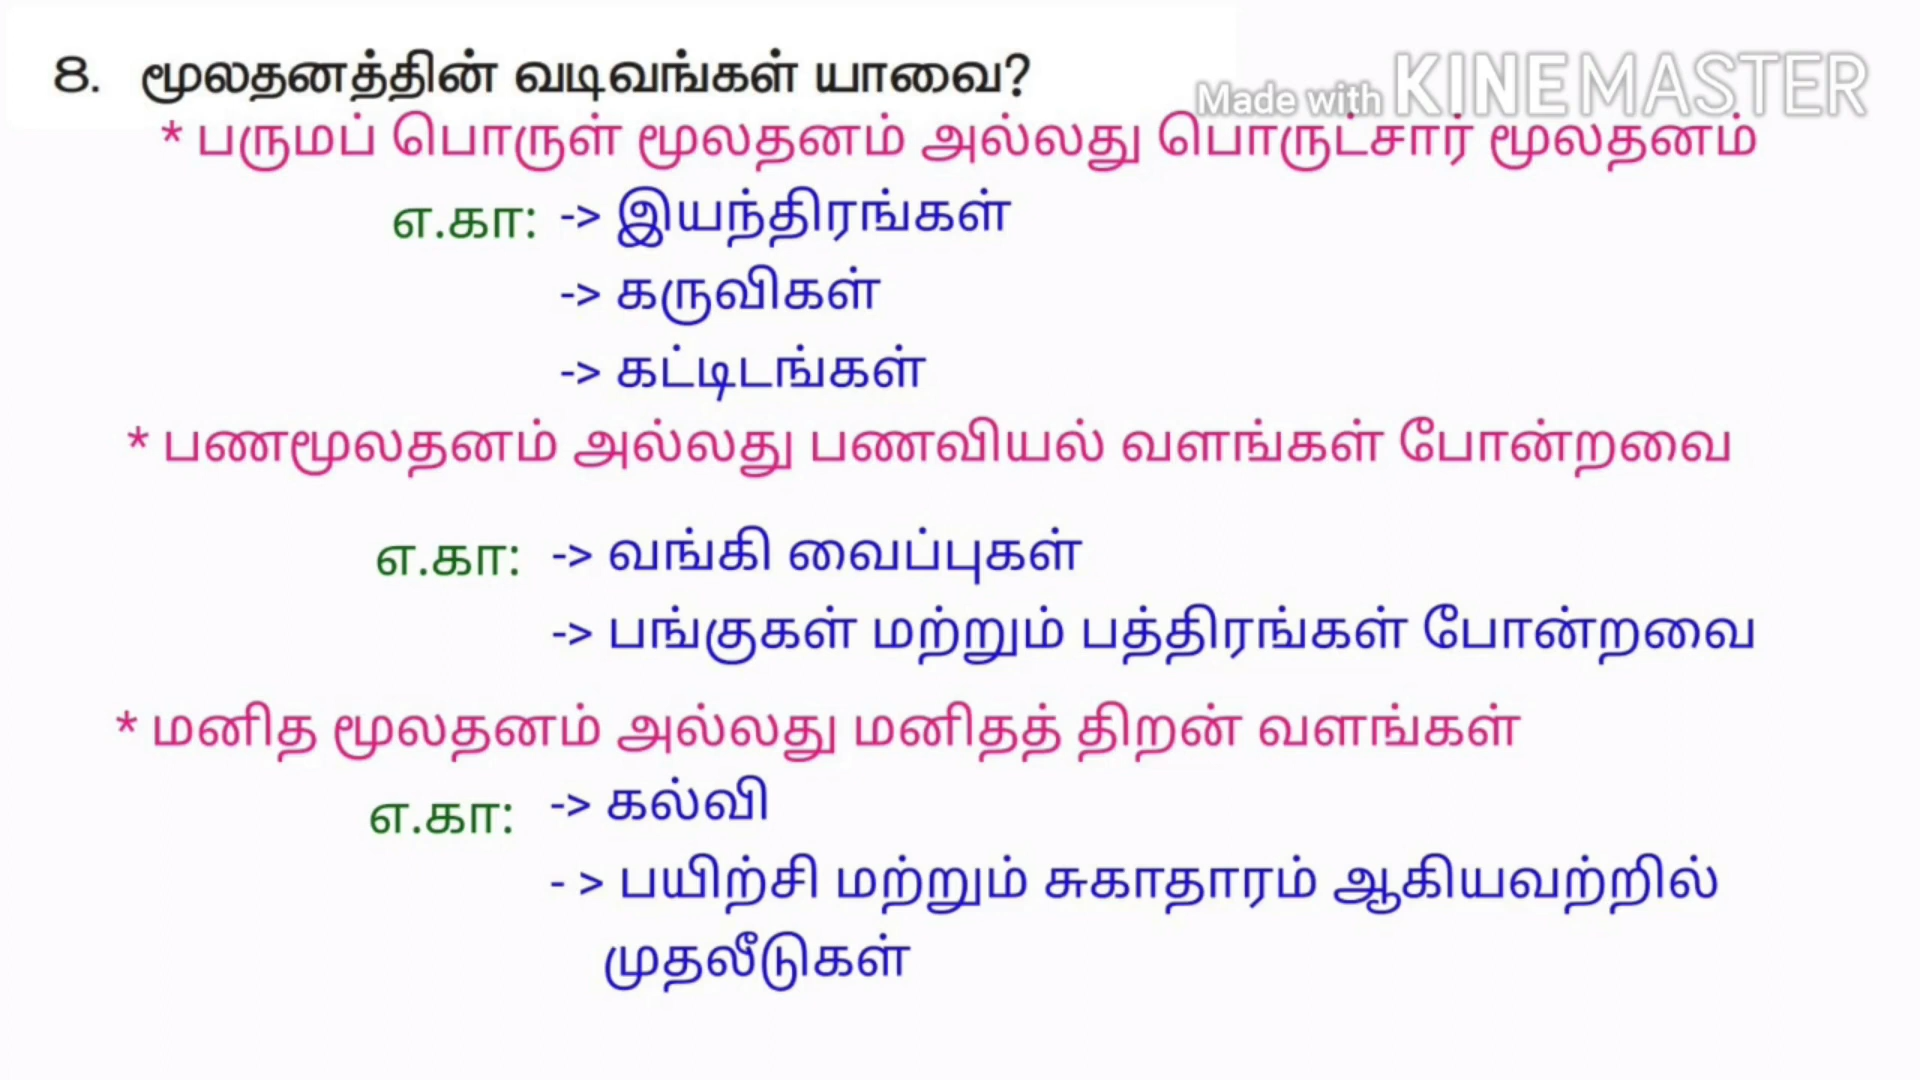 8. மூலதனத்தின் வடிவங்கள் யாவை?
Made with KINEMASTER
* பருமப் பொருள் மூலதனம் அல்லது பொருட்சார் மூலதனம்
எ.கா: -> இயந்திரங்கள்
-> கருவிகள்
-> கட்டிடங்கள்
* பணமூலதனம் அல்லது பணவியல் வளங்கள் போன்றவை
எ.கா: -> வங்கி வைப்புகள்
-> பங்குகள் மற்றும் பத்திரங்கள் போன்றவை
* மனித மூலதனம் அல்லது மனிதத் திறன் வளங்கள்
எ.கா: -> கல்வி
- > பயிற்சி மற்றும் சுகாதாரம் ஆகியவற்றில்
முதலீடுகள்